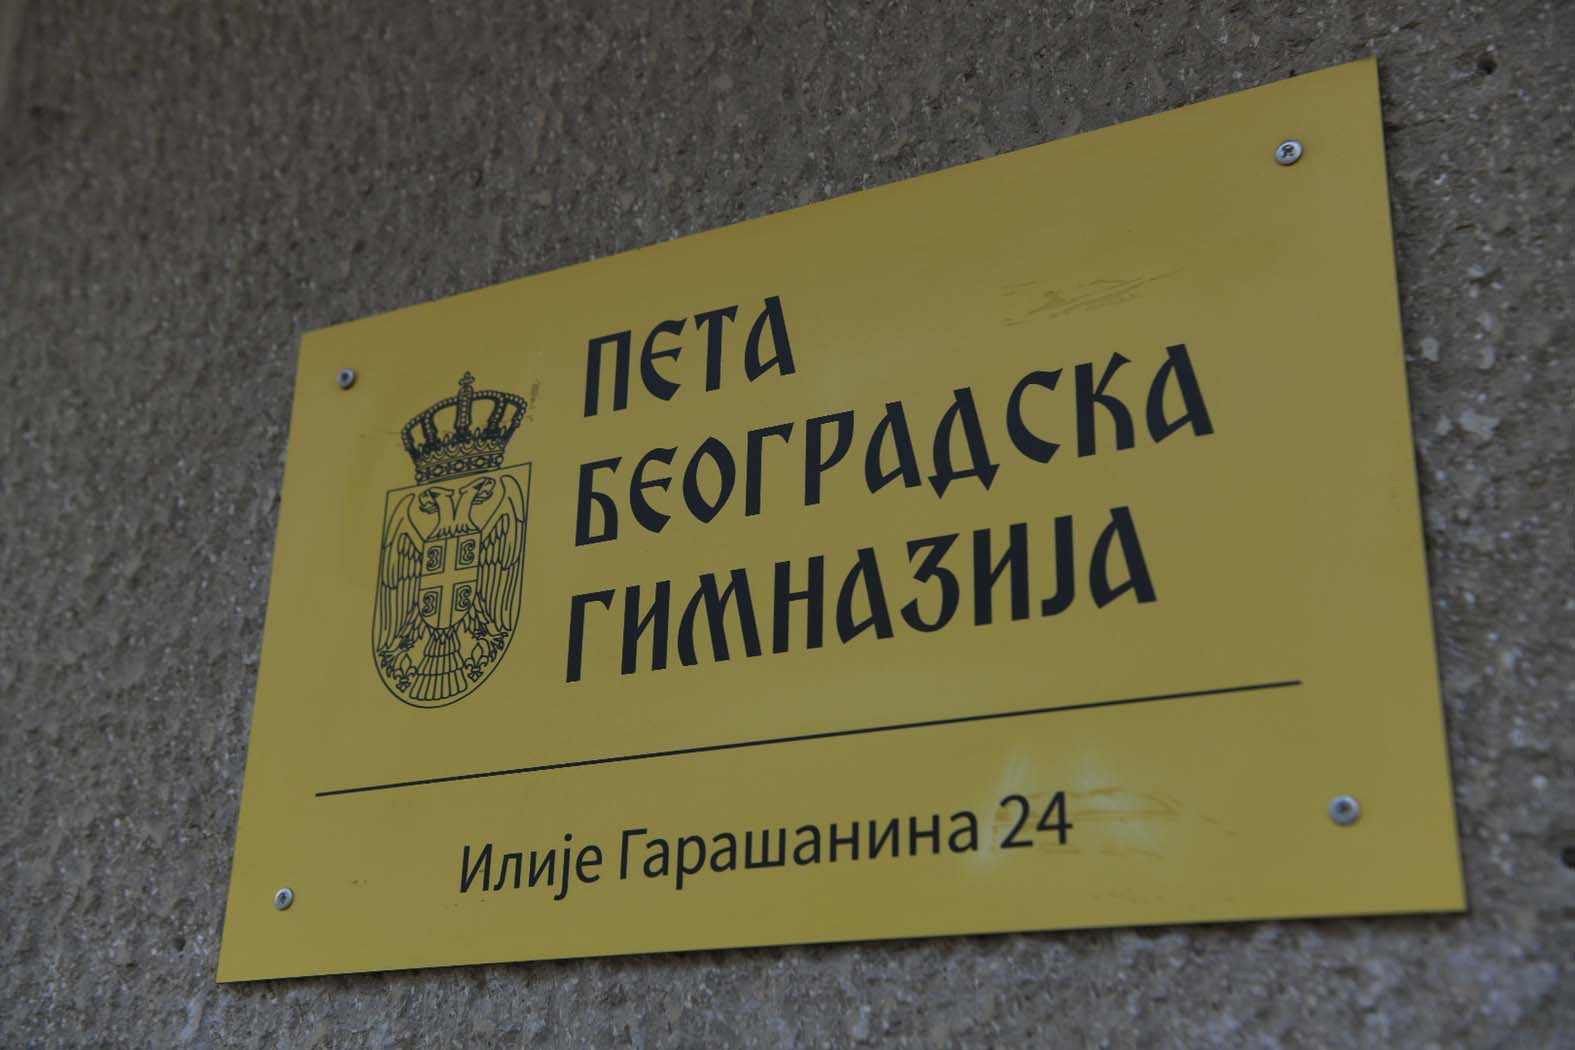 ПЕТА
БЕОГРАДСКА
ГИМНАЗИЈА
Илије Гарашанина 24